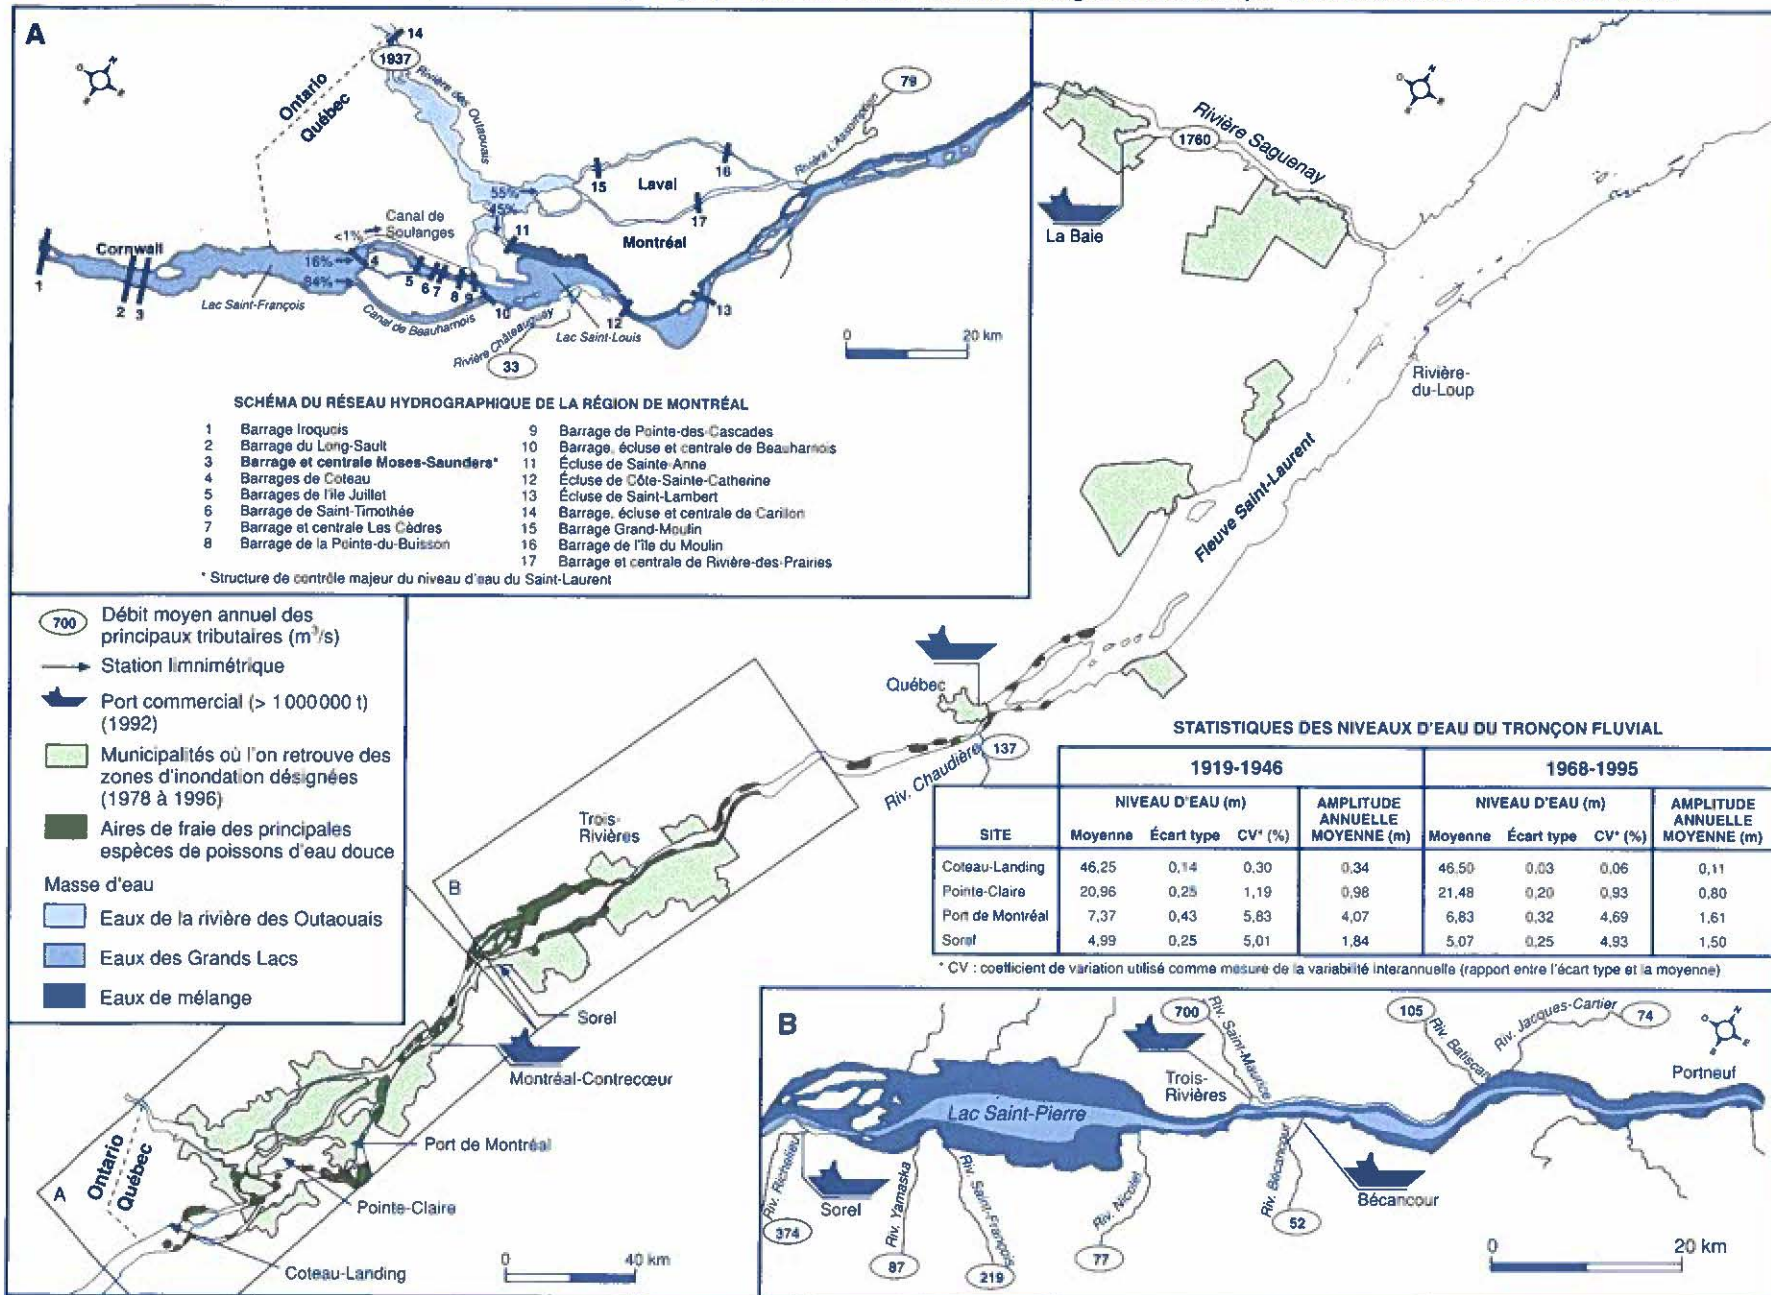 A
14
1937
Ontario
Québec
Rivière des Outaouais
79
Rivière L'Assomption
15
16
Laval
17
55%
45%
Canal de
Soulanges
11
Montréal
<1%
Cornwall
16%
84%
4
5
6
7
8
9
10
12
13
1
2
3
Lac Saint-François
Canal de Beauharnois
Rivière Châteauguay
Lac Saint-Louis
33
0
20 km
SCHÉMA DU RÉSEAU HYDROGRAPHIQUE DE LA RÉGION DE MONTRÉAL
1 Barrage Iroquois
2 Barrage du Long-Sault
3 Barrage et centrale Moses-Saunders*
4 Barrages de Coteau
5 Barrages de l'île Juillet
6 Barrage de Saint-Timothée
7 Barrage et centrale Les Cèdres
8 Barrage de la Pointe-du-Buisson
9 Barrage de Pointe-des-Cascades
10 Barrage, écluse et centrale de Beauharnois
11 Écluse de Sainte-Anne
12 Écluse de Côte-Sainte-Catherine
13 Écluse de Saint-Lambert
14 Barrage, écluse et centrale de Carillon
15 Barrage Grand-Moulin
16 Barrage de l'île du Moulin
17 Barrage et centrale de Rivière-des-Prairies
* Structure de contrôle majeur du niveau d'eau du Saint-Laurent
Rivière Saguenay
1760
La Baie
Rivière-
du-Loup
Fleuve Saint-Laurent
Québec
137
Riv. Chaudière
700 Débit moyen annuel des
principaux tributaires (m³/s)
Station limnimétrique
Port commercial (> 1 000 000 t)
(1992)
Municipalités où l'on retrouve des
zones d'inondation désignées
(1978 à 1996)
Aires de fraie des principales
espèces de poissons d'eau douce
Masse d'eau
Eaux de la rivière des Outaouais
Eaux des Grands Lacs
Eaux de mélange
Trois-
Rivières
B
Sorel
Montréal-Contrecœur
Port de Montréal
Pointe-Claire
Coteau-Landing
Ontario
Québec
A
0
40 km
STATISTIQUES DES NIVEAUX D'EAU DU TRONÇON FLUVIAL
1919-1946 1968-1995
NIVEAU D'EAU (m) AMPLITUDE ANNUELLE MOYENNE (m) NIVEAU D'EAU (m) AMPLITUDE ANNUELLE MOYENNE (m)
SITE Moyenne Écart type CV* (%) Moyenne Écart type CV* (%)
Coteau-Landing 46,25 0,14 0,30 0,34 46,50 0,03 0,06 0,11
Pointe-Claire 20,96 0,25 1,19 0,98 21,48 0,20 0,93 0,80
Port de Montréal 7,37 0,43 5,83 4,07 6,83 0,32 4,69 1,61
Sorel 4,99 0,25 5,01 1,84 5,07 0,25 4,93 1,50
* CV : coefficient de variation utilisé comme mesure de la variabilité interannuelle (rapport entre l'écart type et la moyenne)
B
700
Riv. Saint-Maurice
105
Riv. Batiscan
Riv. Jacques-Cartier
74
Trois-
Rivières
Portneuf
Lac Saint-Pierre
Riv. Richelieu
374
Sorel
Riv. Yamaska
87
Riv. Saint-François
219
Riv. Nicolet
77
Riv. Bécancour
52
Bécancour
0
20 km